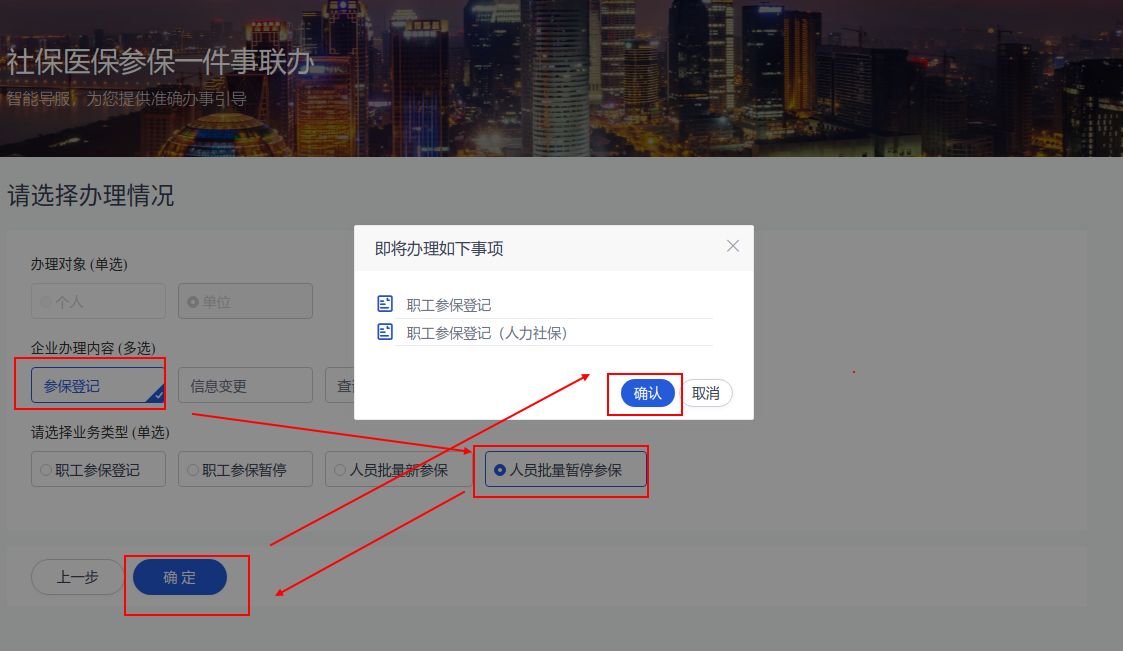 社保医保参保一件事联办
智能导服，为您提供准确办事引导
请选择办理情况
办理对象 (单选)
个人
单位
企业办理内容 (多选)
参保登记
信息变更
查
请选择业务类型 (单选)
职工参保登记
职工参保暂停
人员批量新参保
人员批量暂停参保
上一步
确 定
即将办理如下事项
职工参保登记
职工参保登记（人力社保）
确认
取消